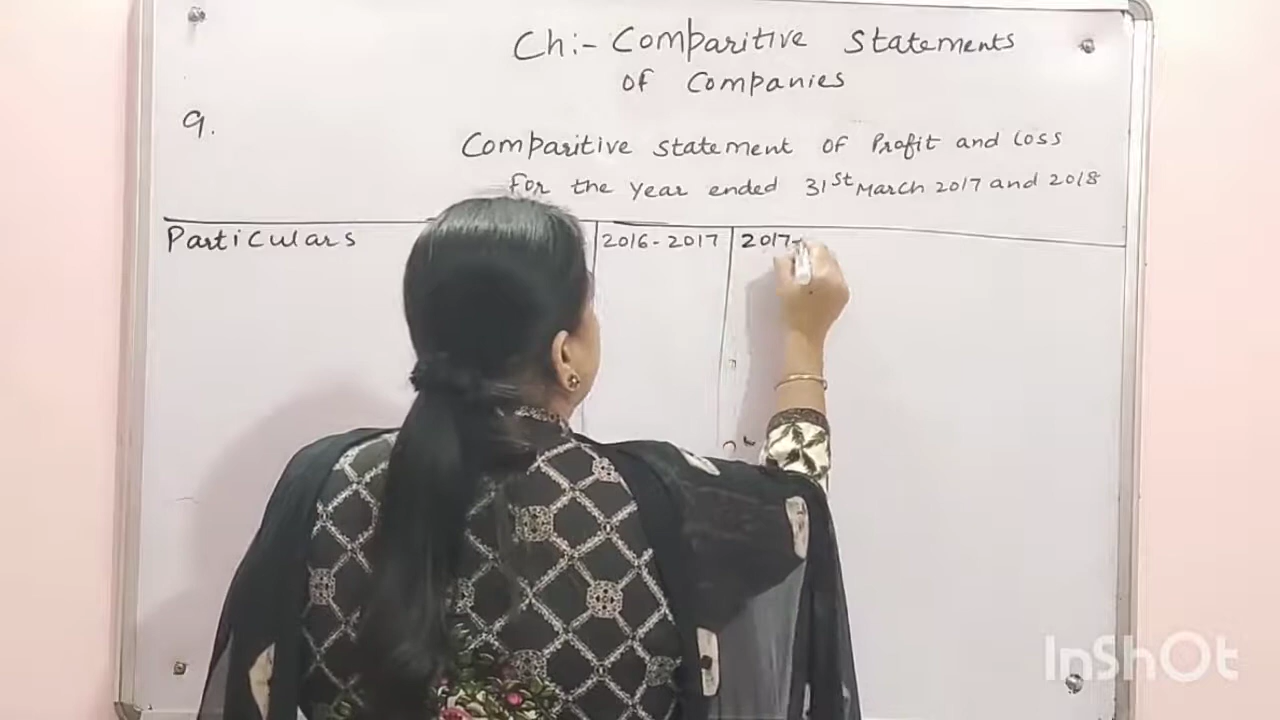 Ch:- Comparitive Statements
of Companies
9.
Comparitive statement of Profit and Loss
For the year ended 31st March 2017 and 2018
Particulars 2016-2017 2017-
InShOt